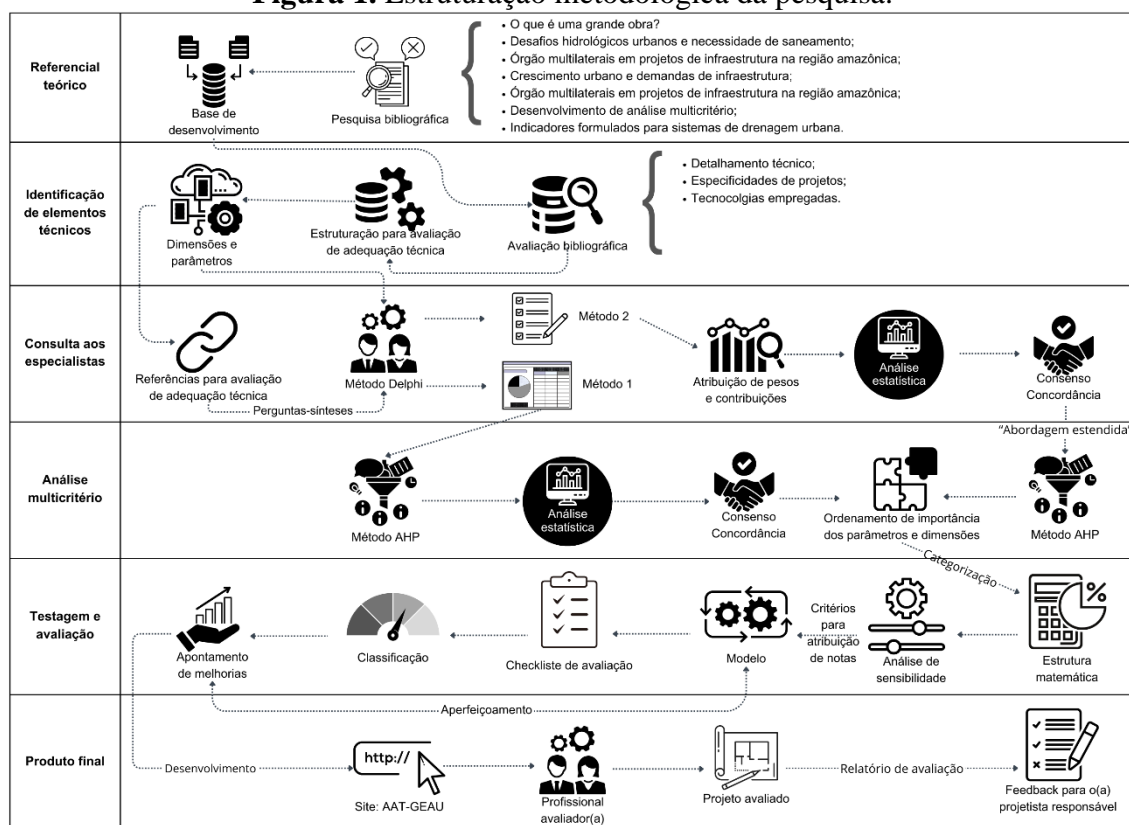 Figura 1. Estruturação metodológica da pesquisa.
Referencial
teórico
Base de
desenvolvimento
Pesquisa bibliográfica
• O que é uma grande obra?
• Desafios hidrológicos urbanos e necessidade de saneamento;
• Órgão multilaterais em projetos de infraestrutura na região amazônica;
• Crescimento urbano e demandas de infraestrutura;
• Órgão multilaterais em projetos de infraestrutura na região amazônica;
• Desenvolvimento de análise multicritério;
• Indicadores formulados para sistemas de drenagem urbana.
Identificação
de elementos
técnicos
Dimensões e
parâmetros
Estruturação para avaliação
de adequação técnica
Avaliação bibliográfica
• Detalhamento técnico;
• Especificidades de projetos;
• Tecnocolgias empregadas.
Consulta aos
especialistas
Referências para avaliação
de adequação técnica
Perguntas-sínteses
Método Delphi
Método 2
Método 1
Atribuição de pesos
e contribuições
Análise
estatística
Consenso
Concordância
“Abordagem estendida”
Análise
multicritério
Método AHP
Análise
estatística
Consenso
Concordância
Ordenamento de importância
dos parâmetros e dimensões
Método AHP
Categorização
Testagem e
avaliação
Apontamento
de melhorias
Classificação
Checkliste de avaliação
Modelo
Critérios
para
atribuição
de notas
Análise de
sensibilidade
Estrutura
matemática
Aperfeiçoamento
Produto final
Desenvolvimento
http://
Site: AAT-GEAU
Profissional
avaliador(a)
Projeto avaliado
Relatório de avaliação
Feedback para o(a)
projetista responsável